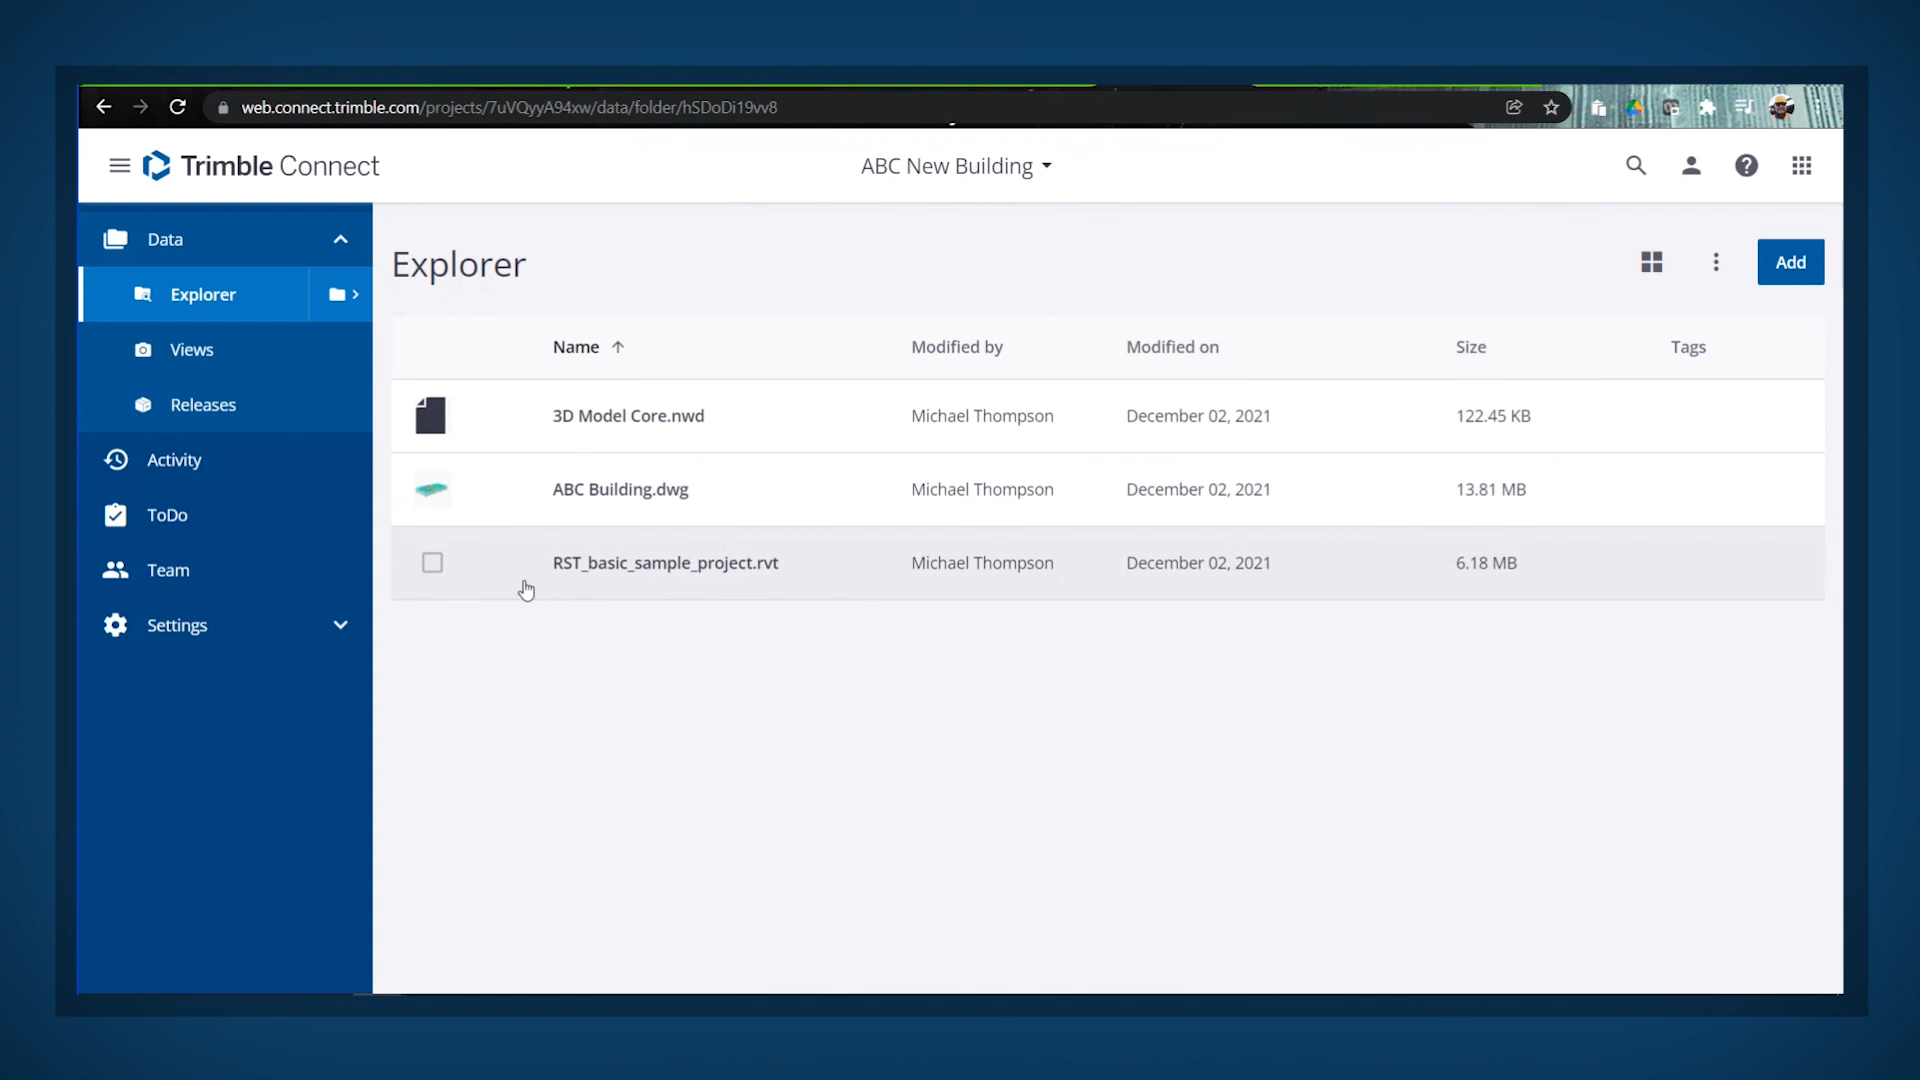 web.connect.trimble.com/projects/7uVQyyA94xw/data/folder/hSDoDi19vv8
Trimble Connect
ABC New Building
Data
Explorer
Views
Releases
Activity
ToDo
Team
Settings
Explorer
Add
Name Modified by Modified on Size Tags
3D Model Core.nwd Michael Thompson December 02, 2021 122.45 KB
ABC Building.dwg Michael Thompson December 02, 2021 13.81 MB
RST_basic_sample_project.rvt Michael Thompson December 02, 2021 6.18 MB